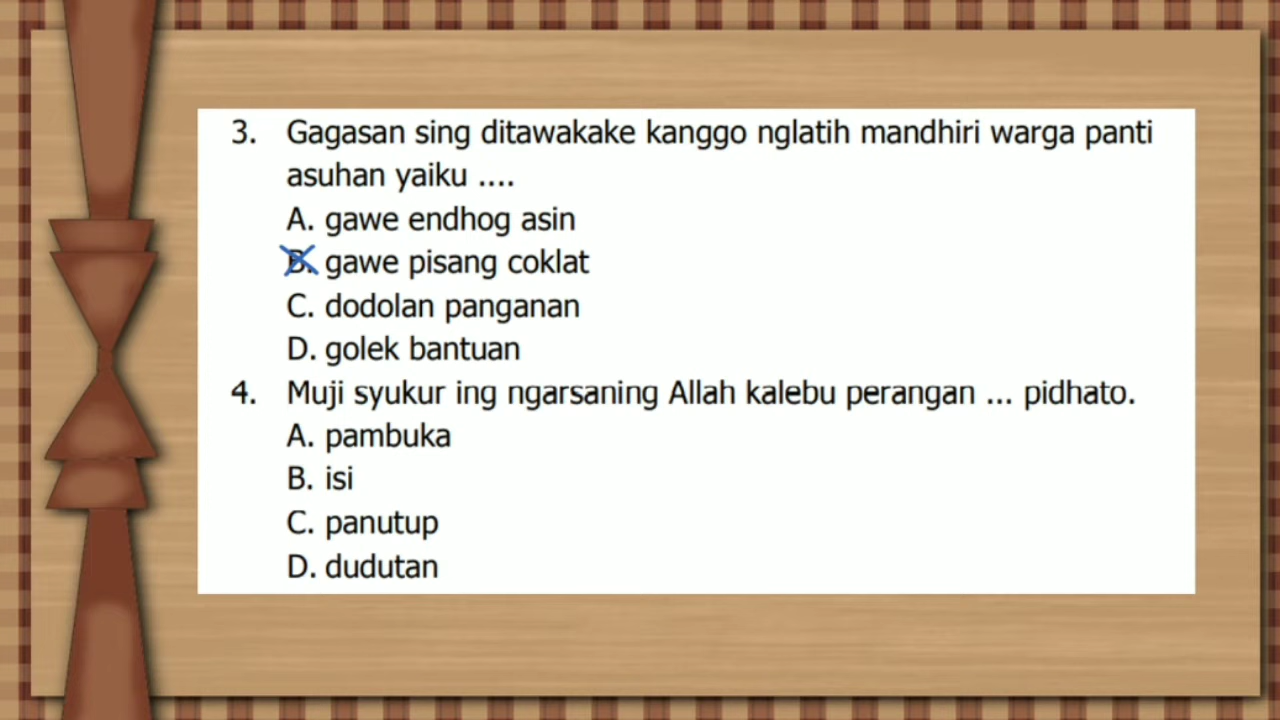 3. Gagasan sing ditawakake kanggo nglatih mandhiri warga panti
asuhan yaiku ....
A. gawe endhog asin
B. gawe pisang coklat
C. dodolan panganan
D. golek bantuan
4. Muji syukur ing ngarsaning Allah kalebu perangan ... pidhato.
A. pambuka
B. isi
C. panutup
D. dudutan